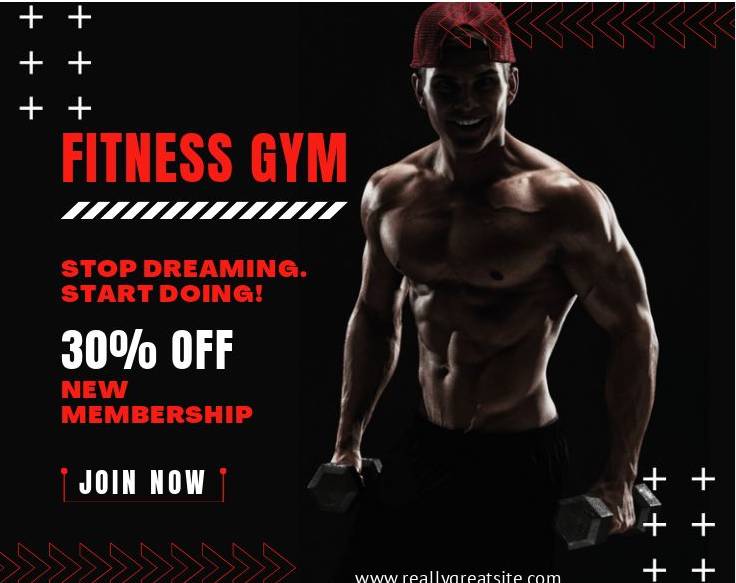 FITNESS GYM
STOP DREAMING.
START DOING!
30% OFF
NEW
MEMBERSHIP
JOIN NOW
www.reallygreatsite.com